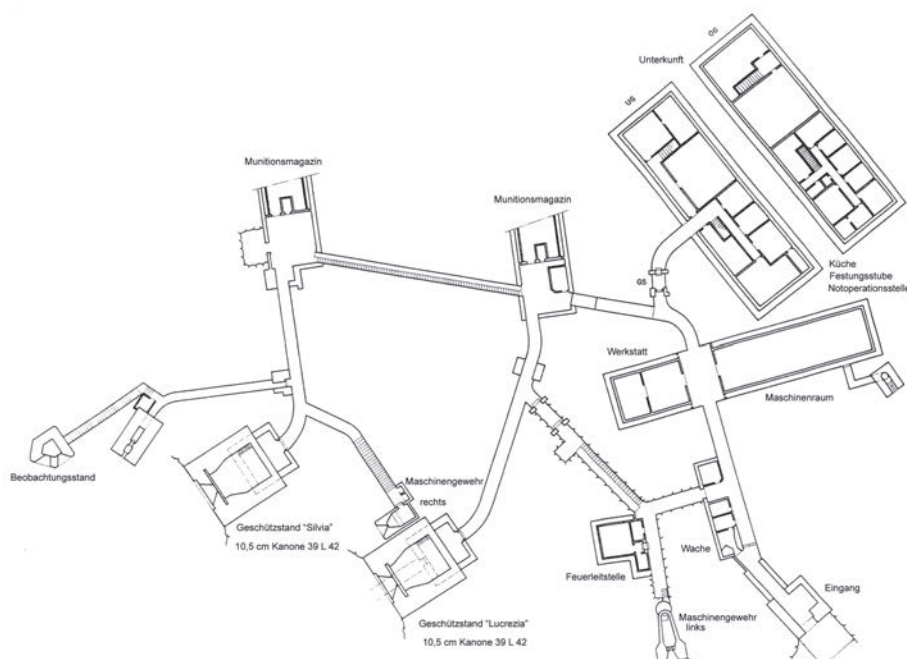 OG
Unterkunft
UG
Munitionsmagazin
Munitionsmagazin
Küche
Festungsstube
Notoperationsstelle
GS
Werkstatt
Maschinenraum
Beobachtungsstand
Maschinengewehr
rechts
Geschützstand "Silvia"
10,5 cm Kanone 39 L 42
Wache
Feuerleitstelle
Eingang
Maschinengewehr
links
Geschützstand "Lucrezia"
10,5 cm Kanone 39 L 42